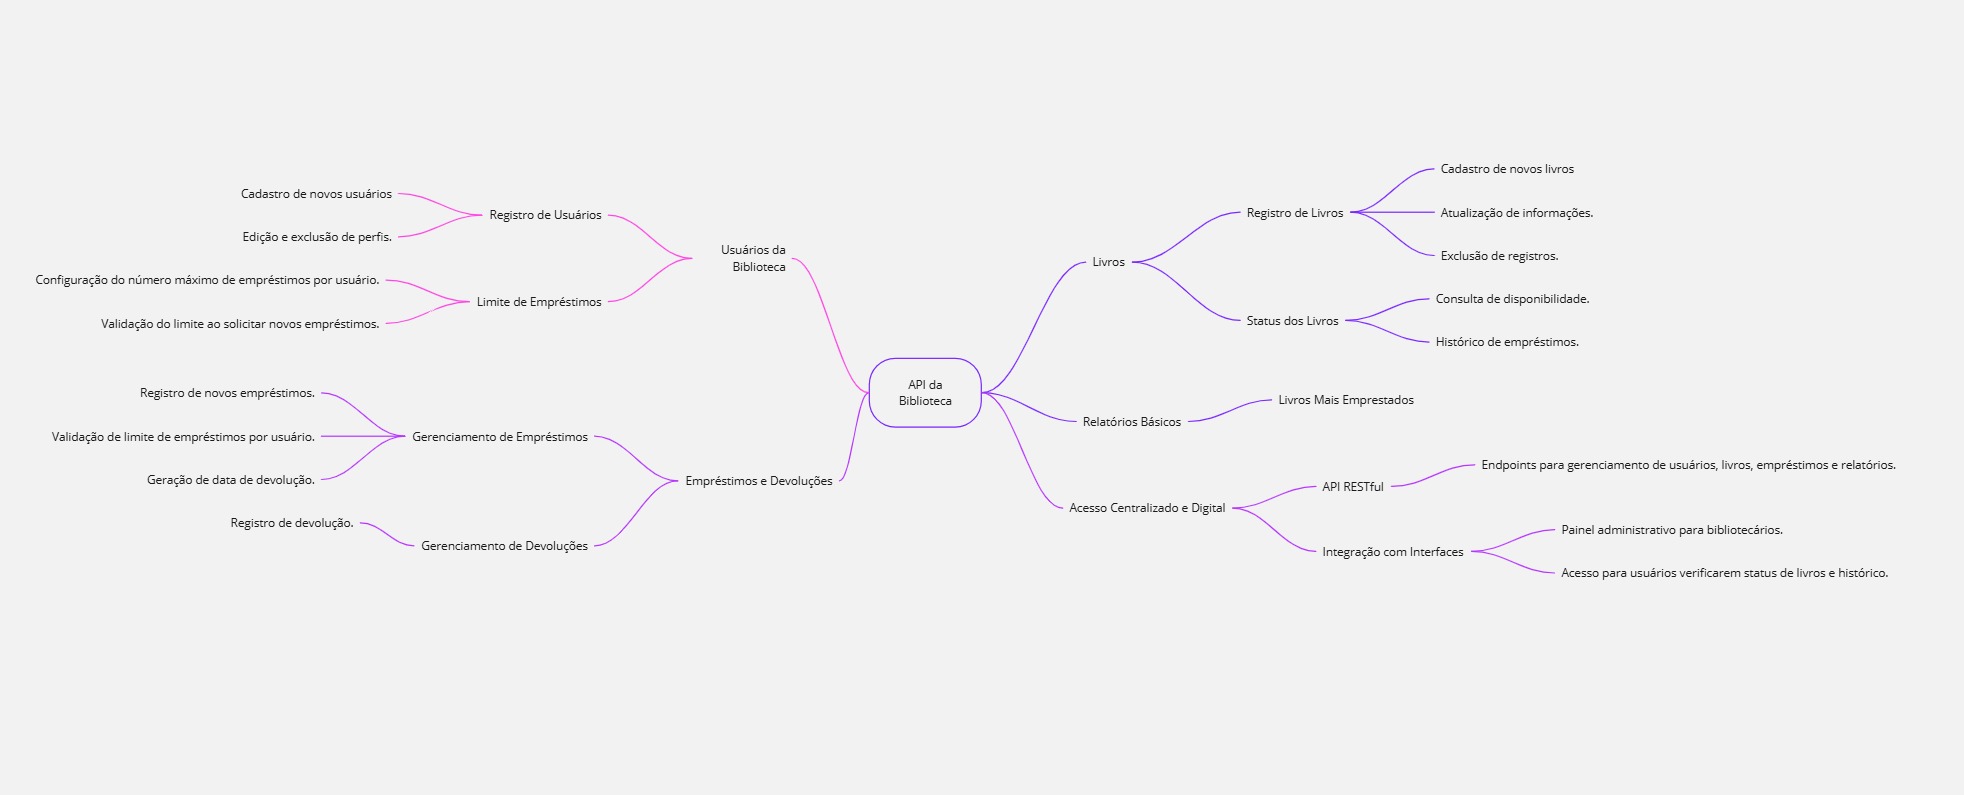 API da
Biblioteca
Usuários da
Biblioteca
Registro de Usuários
Cadastro de novos usuários
Edição e exclusão de perfis.
Limite de Empréstimos
Configuração do número máximo de empréstimos por usuário.
Validação do limite ao solicitar novos empréstimos.
Empréstimos e Devoluções
Gerenciamento de Empréstimos
Registro de novos empréstimos.
Validação de limite de empréstimos por usuário.
Geração de data de devolução.
Gerenciamento de Devoluções
Registro de devolução.
Livros
Registro de Livros
Cadastro de novos livros
Atualização de informações.
Exclusão de registros.
Status dos Livros
Consulta de disponibilidade.
Histórico de empréstimos.
Relatórios Básicos
Livros Mais Emprestados
Acesso Centralizado e Digital
API RESTful
Endpoints para gerenciamento de usuários, livros, empréstimos e relatórios.
Integração com Interfaces
Painel administrativo para bibliotecários.
Acesso para usuários verificarem status de livros e histórico.